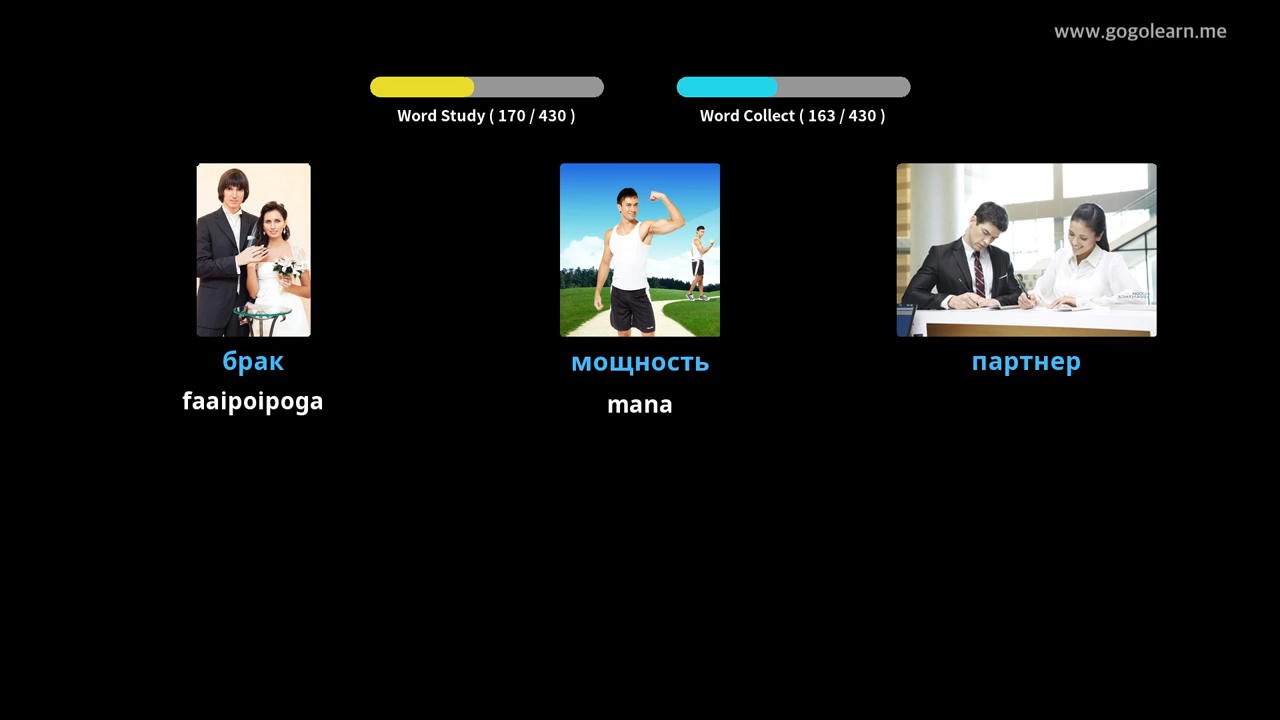 www.gogolearn.me
Word Study ( 170 / 430 )
Word Collect ( 163 / 430 )
брак
мощность
партнер
faaipoipoga
mana